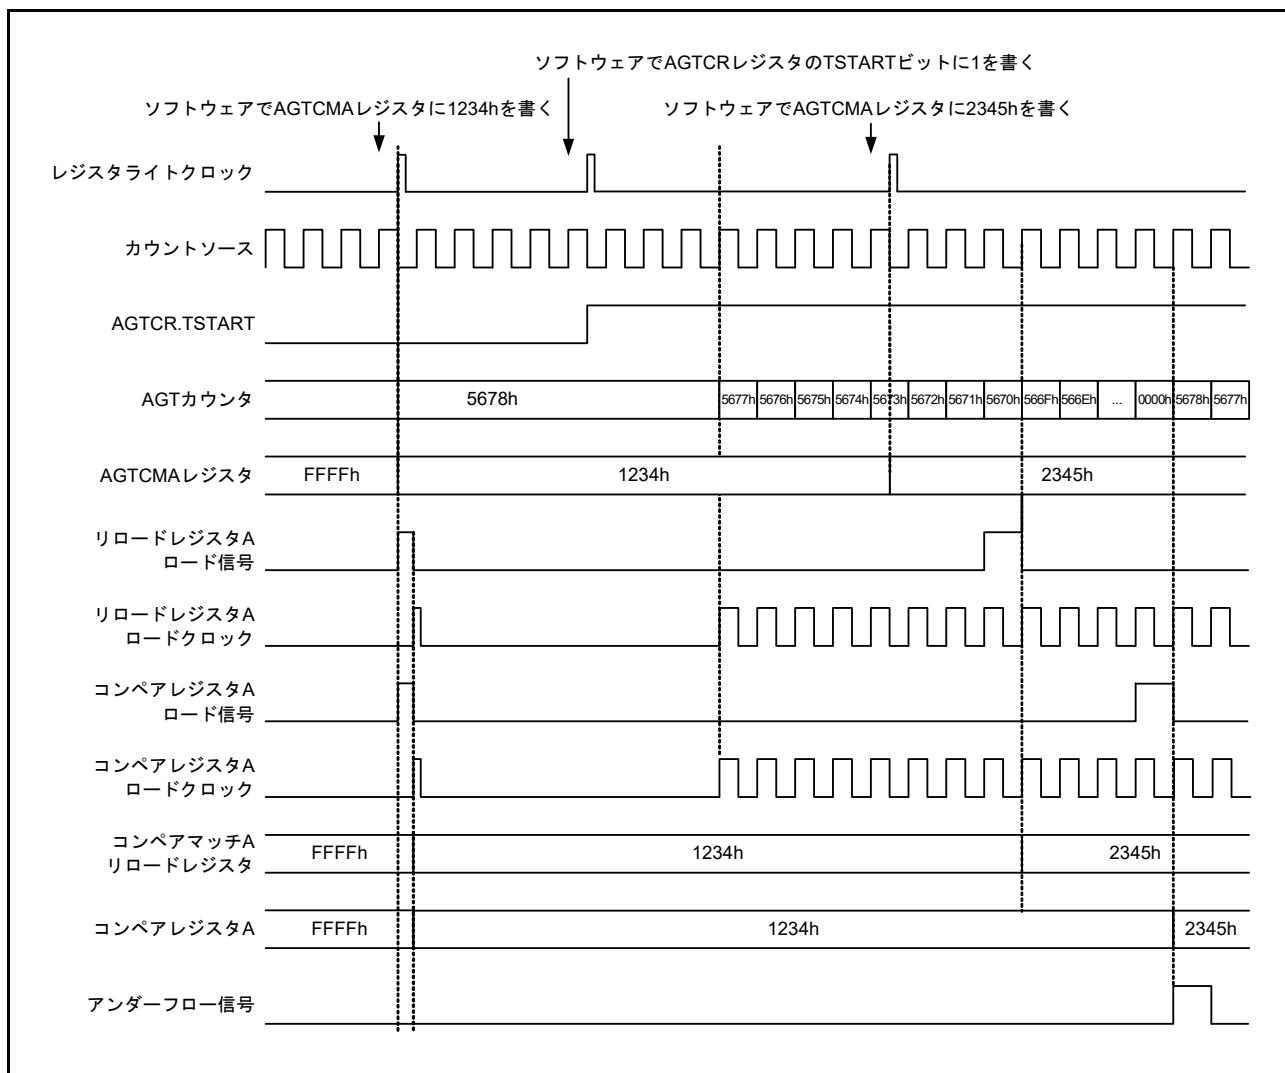 ソフトウェアでAGTCRレジスタのTSTARTビットに1を書く
ソフトウェアでAGTCMAレジスタに1234hを書く
ソフトウェアでAGTCMAレジスタに2345hを書く
レジスタライトクロック
カウントソース
AGTCR.TSTART
AGTカウンタ
5678h
5677h 5676h 5675h 5674h 5673h 5672h 5671h 5670h 566Fh 566Eh ... 0000h 5678h 5677h
AGTCMAレジスタ
FFFFh
1234h
2345h
リロードレジスタA
ロード信号
リロードレジスタA
ロードクロック
コンペアレジスタA
ロード信号
コンペアレジスタA
ロードクロック
コンペアマッチA
リロードレジスタ
FFFFh
1234h
2345h
コンペアレジスタA
FFFFh
1234h
2345h
アンダーフロー信号